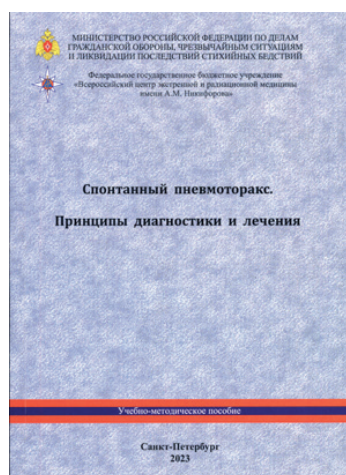 МИНИСТЕРСТВО РОССИЙСКОЙ ФЕДЕРАЦИИ ПО ДЕЛАМ
ГРАЖДАНСКОЙ ОБОРОНЫ, ЧРЕЗВЫЧАЙНЫМ СИТУАЦИЯМ
И ЛИКВИДАЦИИ ПОСЛЕДСТВИЙ СТИХИЙНЫХ БЕДСТВИЙ
Федеральное государственное бюджетное учреждение
«Всероссийский центр экстренной и радиационной медицины
имени А.М. Никифорова»
Спонтанный пневмоторакс.
Принципы диагностики и лечения
Учебно-методическое пособие
Санкт-Петербург
2023